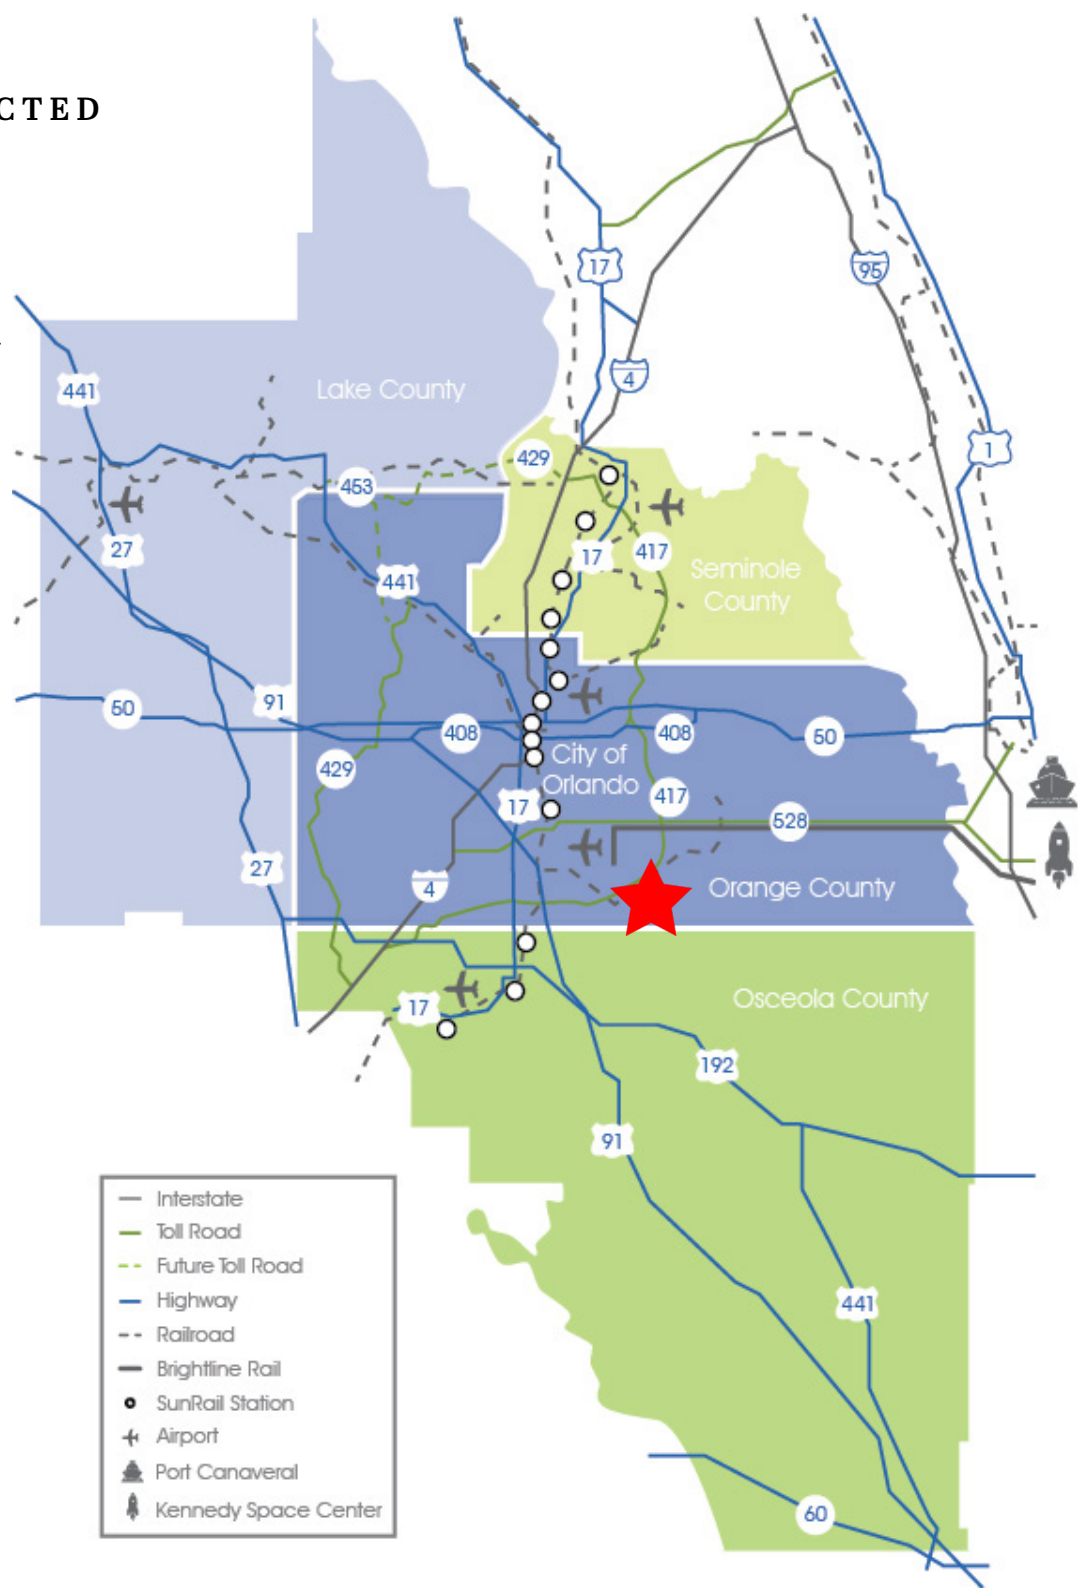 CTED
17
95
4
441
Lake County
1
429
453
27
17
417
Seminole
County
441
91
50
408
408
50
City of
Orlando
429
17
417
528
27
4
Orange County
Osceola County
17
192
91
Interstate
Toll Road
Future Toll Road
Highway
Railroad
Brightline Rail
SunRail Station
Airport
Port Canaveral
Kennedy Space Center
441
60